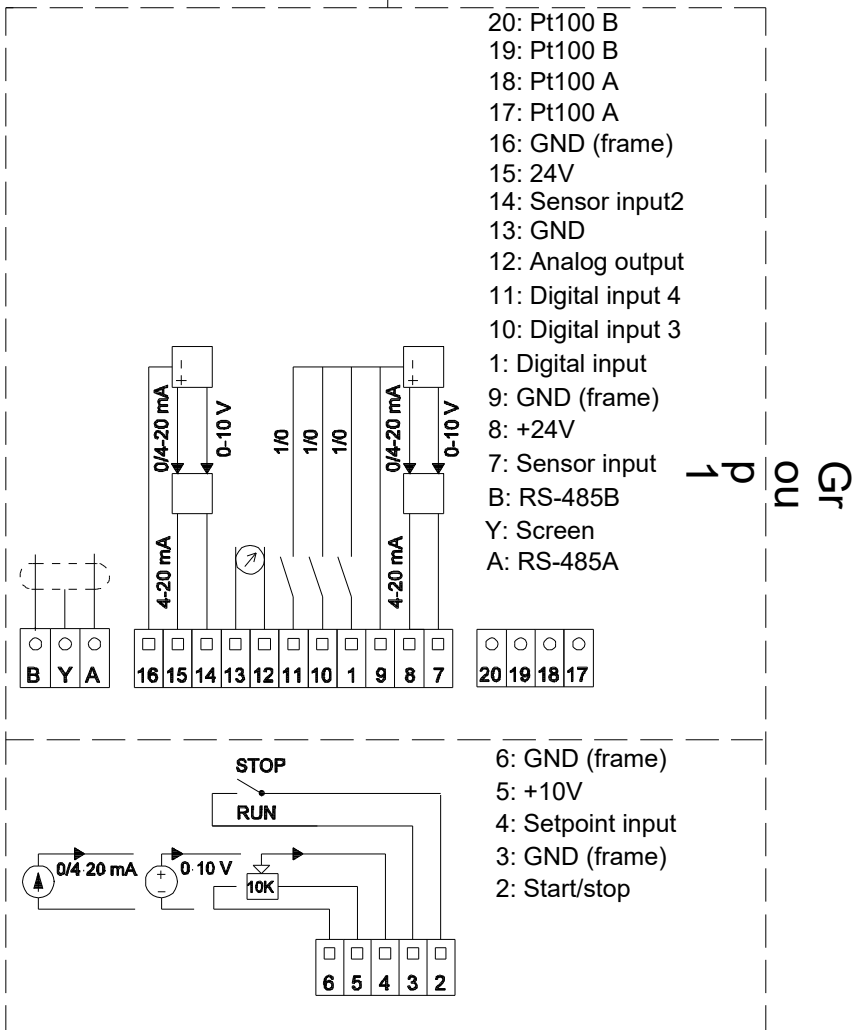 20: Pt100 B
19: Pt100 B
18: Pt100 A
17: Pt100 A
16: GND (frame)
15: 24V
14: Sensor input2
13: GND
12: Analog output
11: Digital input 4
10: Digital input 3
1: Digital input
9: GND (frame)
8: +24V
7: Sensor input
B: RS-485B
Y: Screen
A: RS-485A
Gr
ou
p
1
- +
0/4-20 mA
0-10 V
4-20 mA
1/0
1/0
1/0
- +
0/4-20 mA
0-10 V
4-20 mA
B Y A
16 15 14 13 12 11 10 1 9 8 7
20 19 18 17
STOP
RUN
0/4 20 mA
+
-
0 10 V
10K
6 5 4 3 2
6: GND (frame)
5: +10V
4: Setpoint input
3: GND (frame)
2: Start/stop